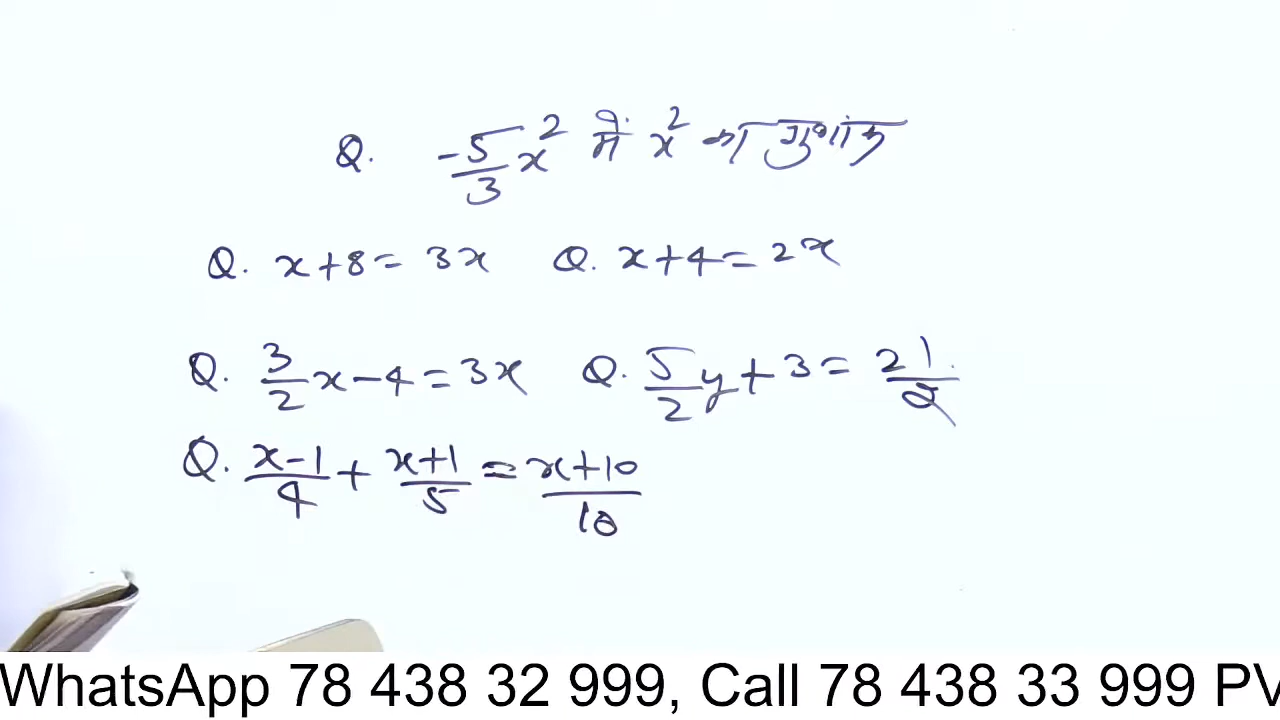 Q. -5/3 x² में x² का गुणांक
Q. x+8= 3x Q. x+4=2x
Q. 3/2 x-4=3x Q. 5/2 y+3= 21/2
Q. x-1/4 + x+1/5 = x+10/10
WhatsApp 78 438 32 999, Call 78 438 33 999 PV